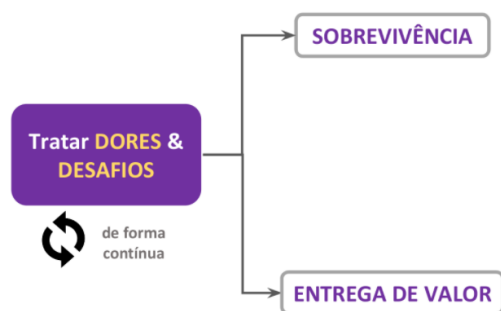 SOBREVIVÊNCIA
Tratar DORES &
DESAFIOS
de forma
contínua
ENTREGA DE VALOR